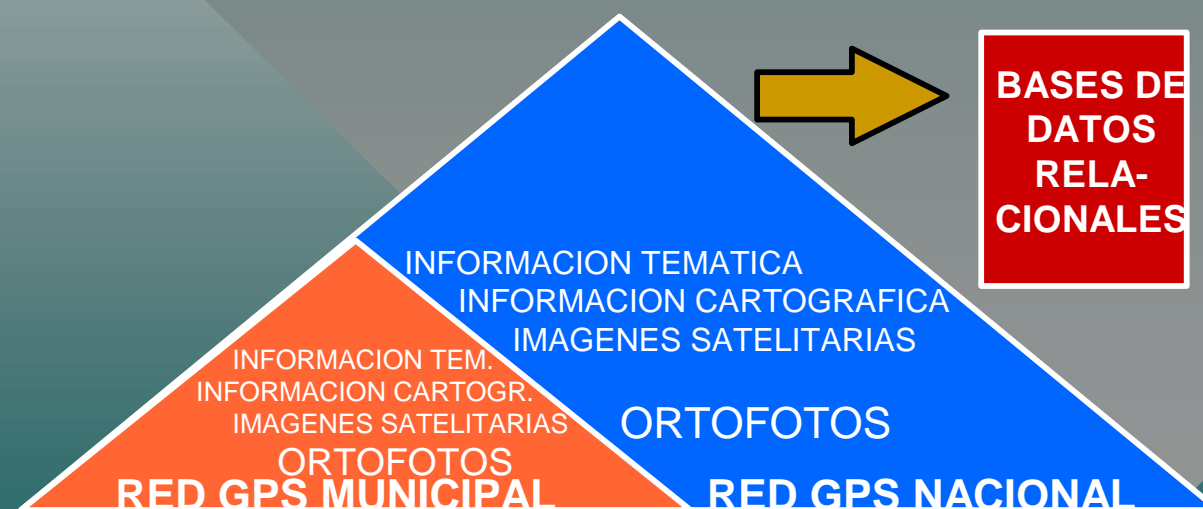 BASES DE
DATOS
RELA-
CIONALES
INFORMACION TEMATICA
INFORMACION CARTOGRAFICA
IMAGENES SATELITARIAS
ORTOFOTOS
RED GPS NACIONAL
INFORMACION TEM.
INFORMACION CARTOGR.
IMAGENES SATELITARIAS
ORTOFOTOS
RED GPS MUNICIPAL